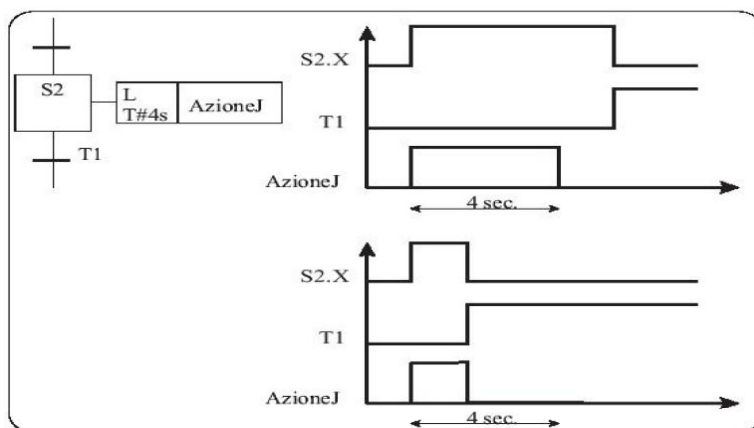 S2
L
T#4s
AzioneJ
T1
S2.X
T1
AzioneJ
4 sec.
S2.X
T1
AzioneJ
4 sec.